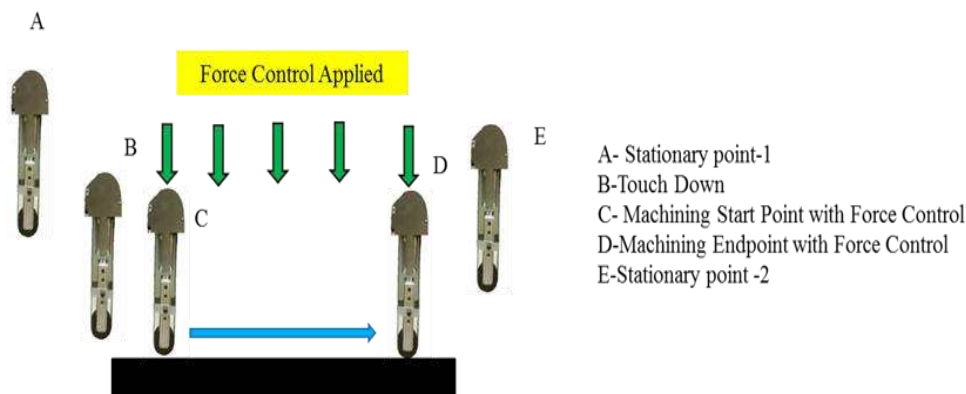 A
Force Control Applied
B
C
D
E
A- Stationary point-1
B-Touch Down
C- Machining Start Point with Force Control
D-Machining Endpoint with Force Control
E-Stationary point -2